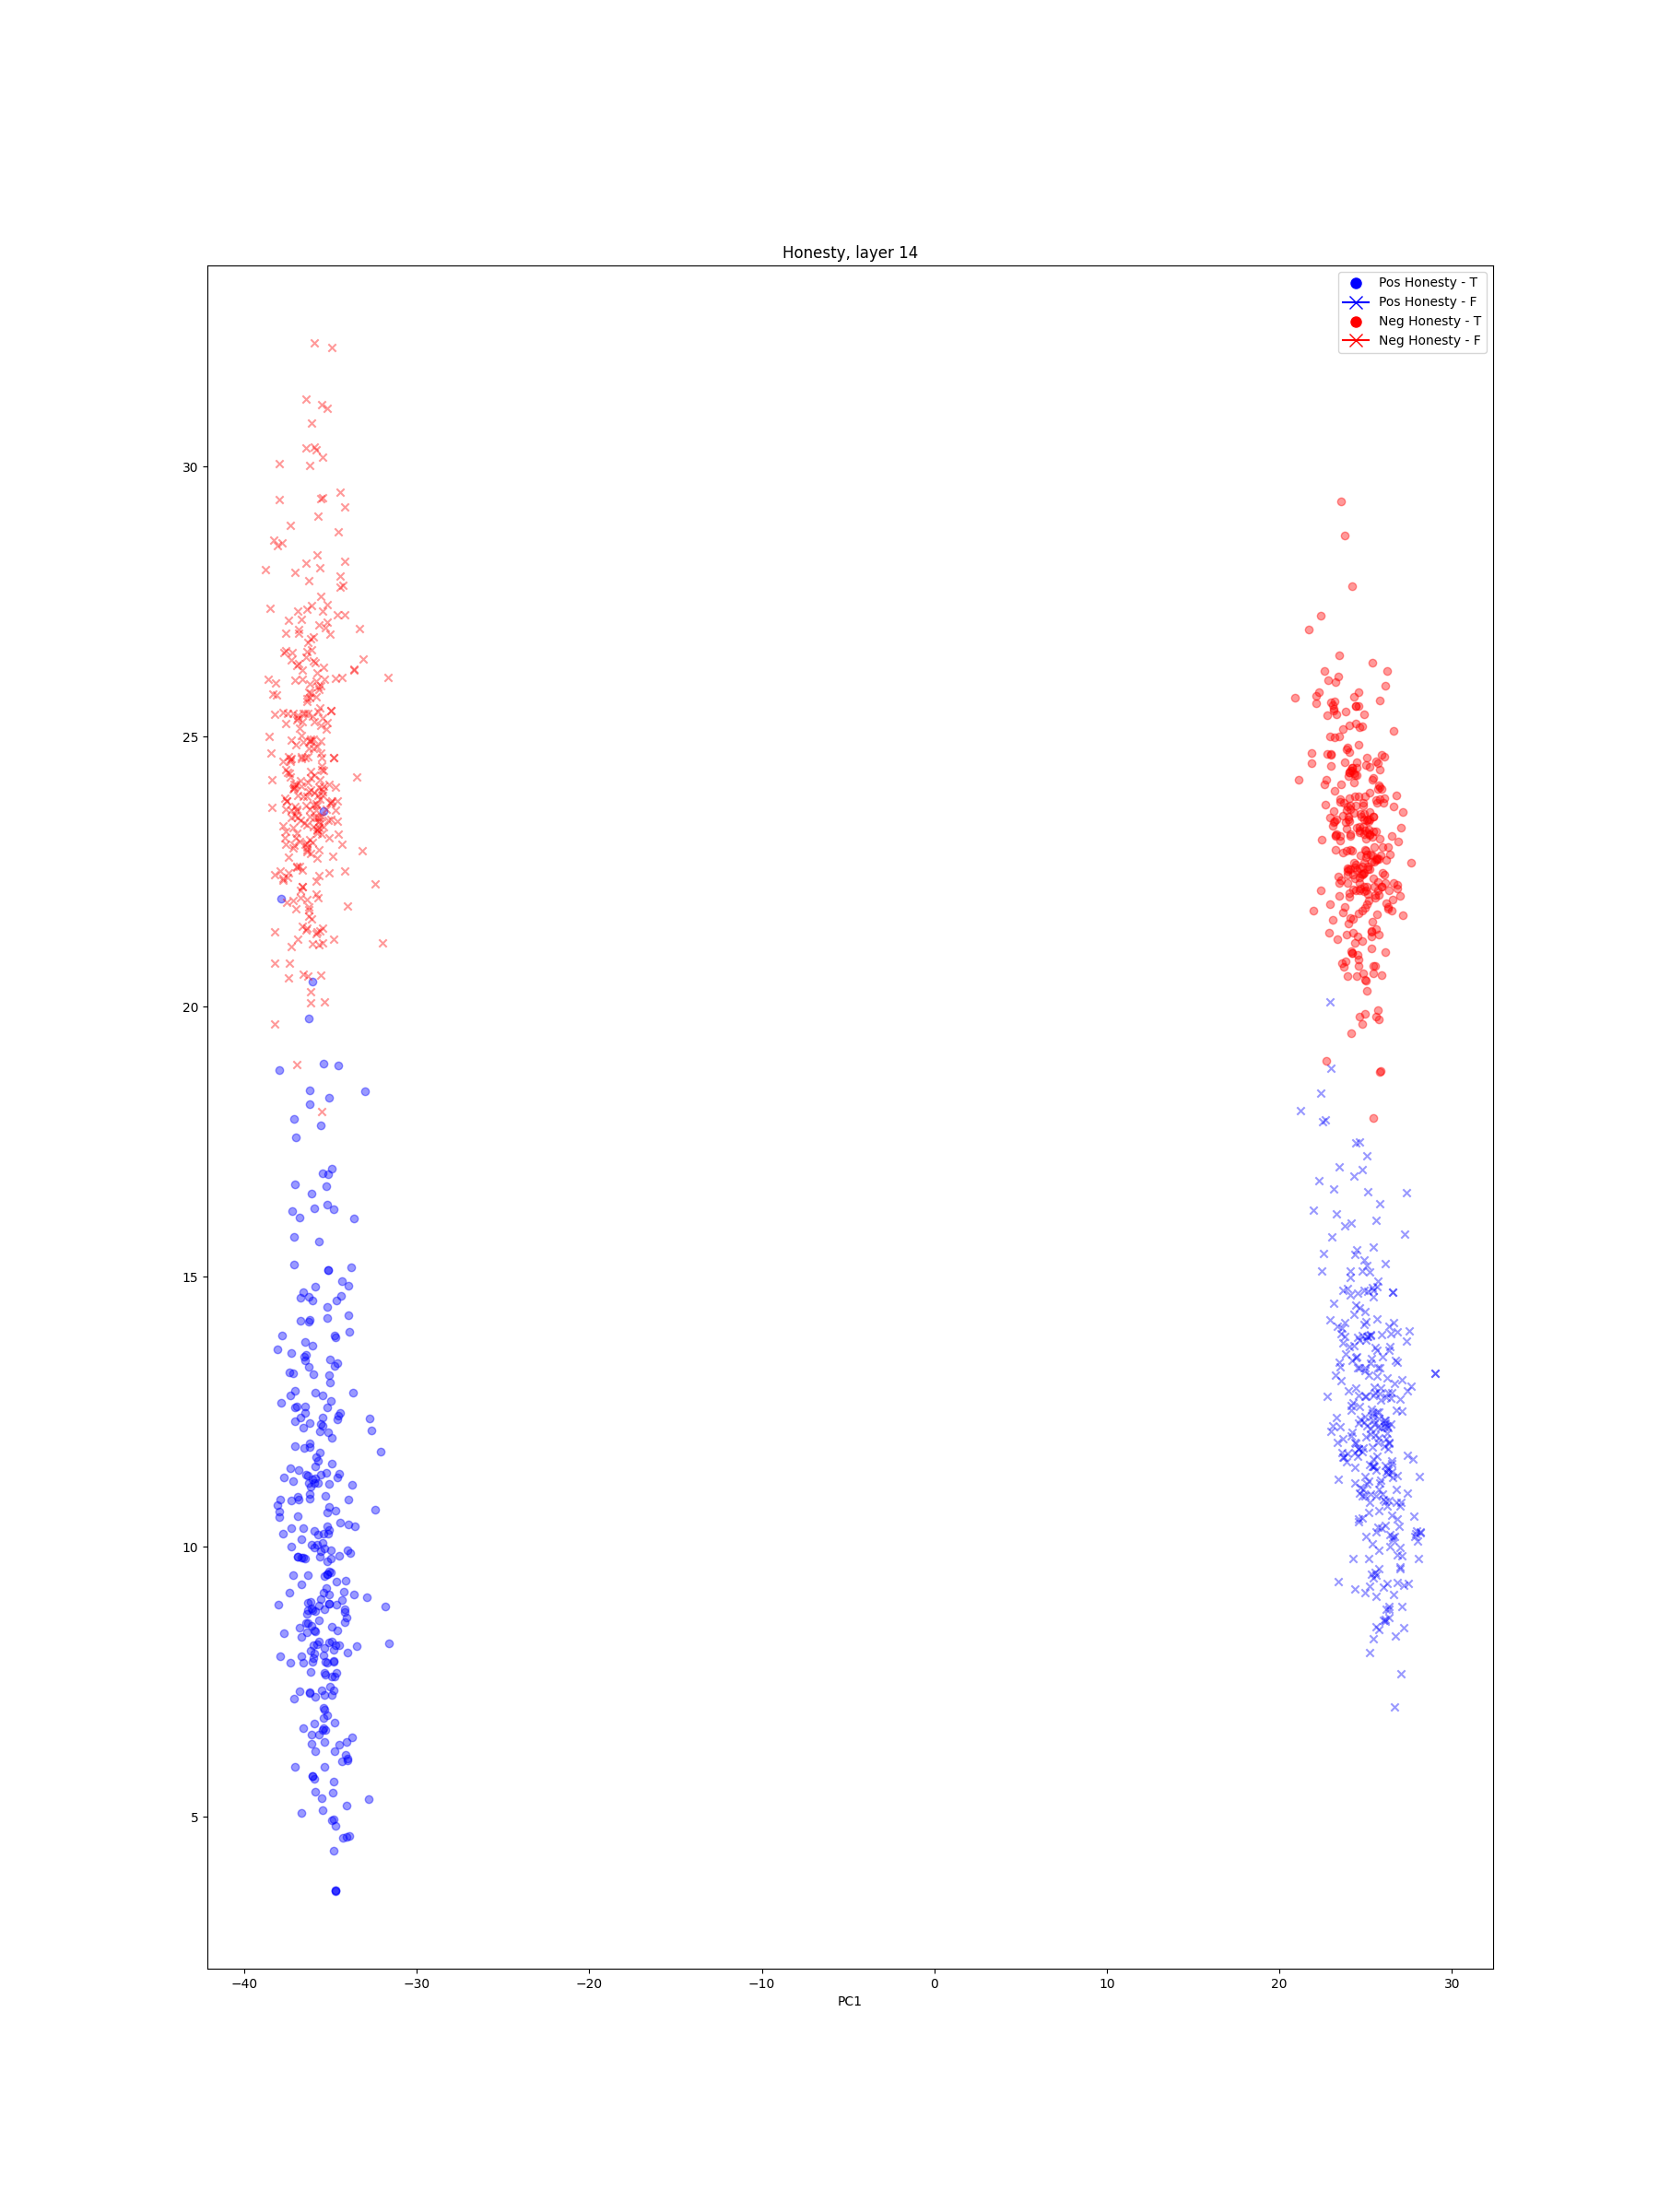 Honesty, layer 14
Pos Honesty - T
Pos Honesty - F
Neg Honesty - T
Neg Honesty - F
30
25
20
15
10
5
−40 −30 −20 −10 0 10 20 30
PC1